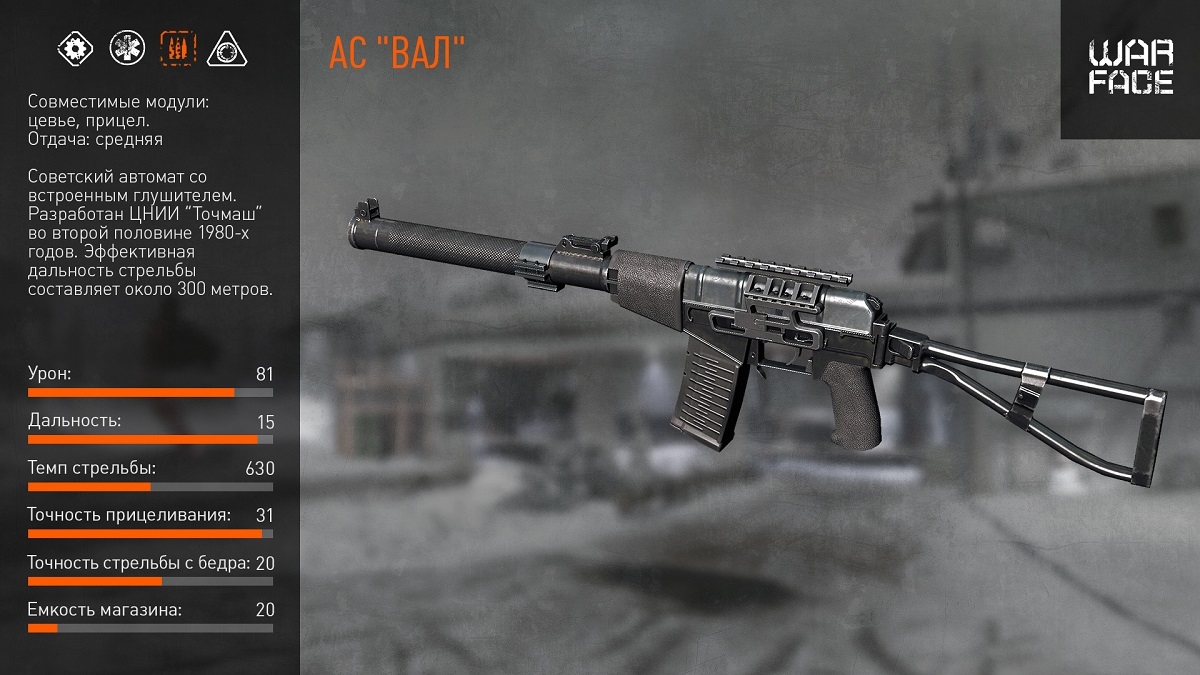 АС "ВАЛ"
WAR
FACE
Совместимые модули:
цевье, прицел.
Отдача: средняя
Советский автомат со
встроенным глушителем.
Разработан ЦНИИ "Точмаш"
во второй половине 1980-х
годов. Эффективная
дальность стрельбы
составляет около 300 метров.
Урон: 81
Дальность: 15
Темп стрельбы: 630
Точность прицеливания: 31
Точность стрельбы с бедра: 20
Емкость магазина: 20